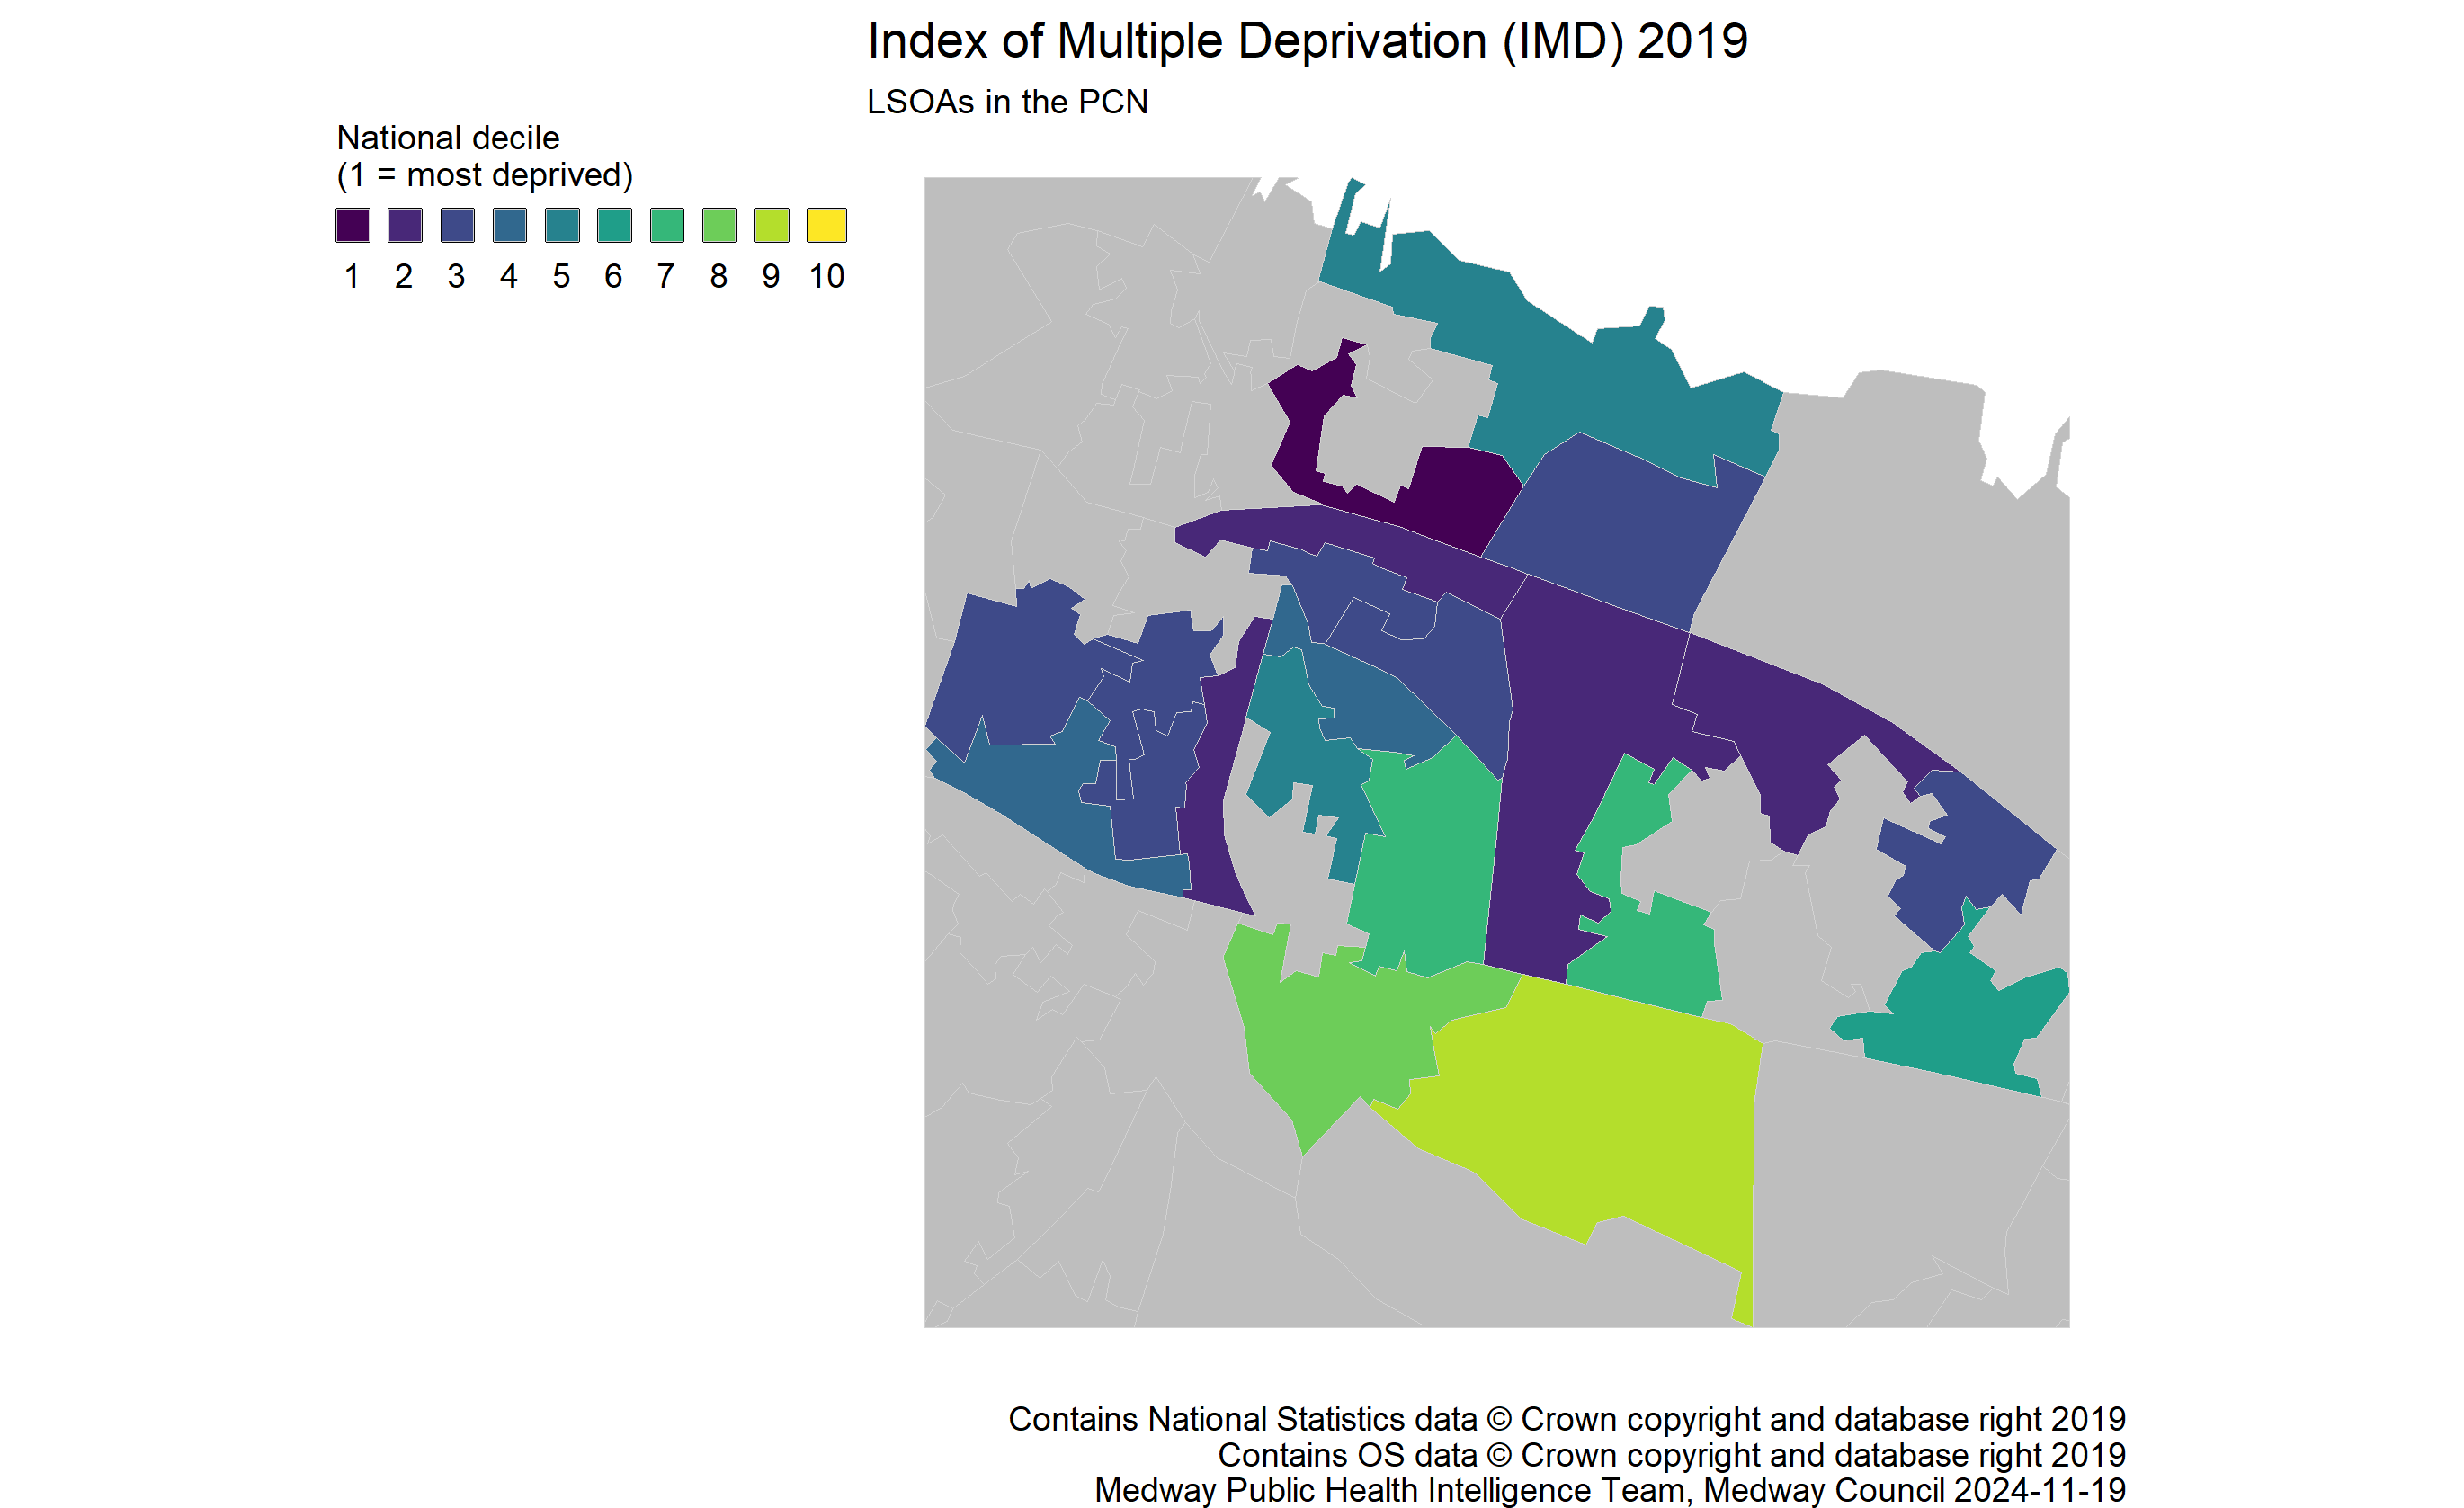 Index of Multiple Deprivation (IMD) 2019
LSOAs in the PCN
National decile
(1 = most deprived)
1 2 3 4 5 6 7 8 9 10
Contains National Statistics data © Crown copyright and database right 2019
Contains OS data © Crown copyright and database right 2019
Medway Public Health Intelligence Team, Medway Council 2024-11-19